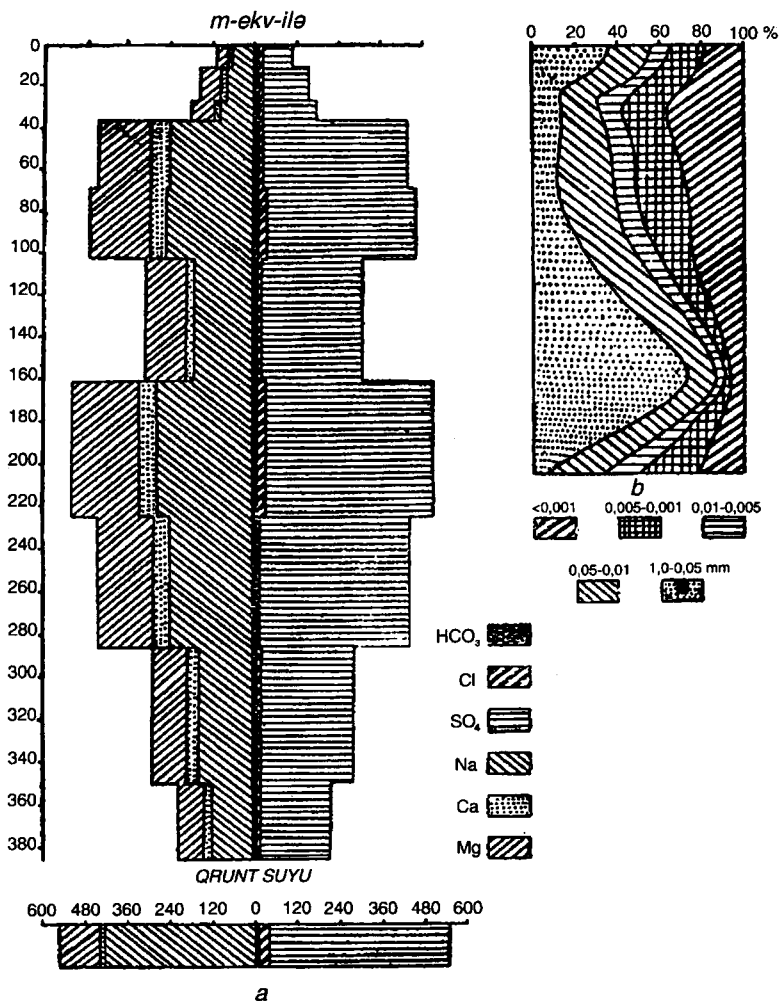 m-ekv-ilə
0
20
40
60
80
100
120
140
160
180
200
220
240
260
280
300
320
340
360
380
QRUNT SUYU
600 480 360 240 120 0 120 360 480 600
a
0 20 40 60 80 100 %
b
<0,001 0,005-0,001 0,01-0,005
0,05-0,01 1,0-0,05 mm
HCO₃
Cl
SO₄
Na
Ca
Mg